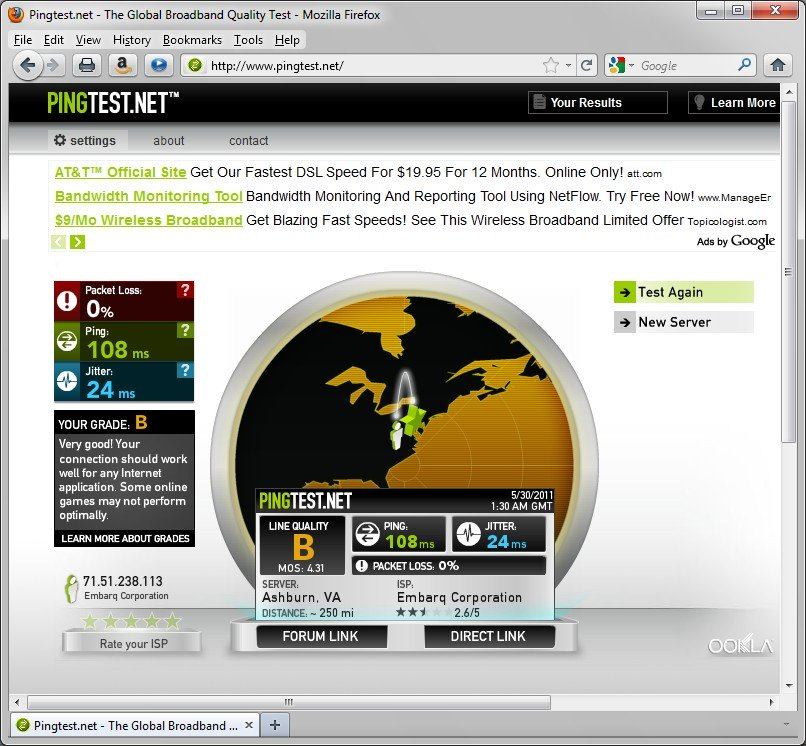 Pingtest.net - The Global Broadband Quality Test - Mozilla Firefox
File Edit View History Bookmarks Tools Help
http://www.pingtest.net/
Google
PINGTEST.NET™
Your Results
Learn More
settings about contact
AT&T™ Official Site Get Our Fastest DSL Speed For $19.95 For 12 Months. Online Only! att.com
Bandwidth Monitoring Tool Bandwidth Monitoring And Reporting Tool Using NetFlow. Try Free Now! www.ManageEr
$9/Mo Wireless Broadband Get Blazing Fast Speeds! See This Wireless Broadband Limited Offer Topicologist.com
Ads by Google
Packet Loss: ?
0%
Ping: ?
108 ms
Jitter: ?
24 ms
YOUR GRADE: B
Very good! Your
connection should work
well for any Internet
application. Some online
games may not perform
optimally.
LEARN MORE ABOUT GRADES
71.51.238.113
Embarq Corporation
Rate your ISP
Test Again
New Server
PINGTEST.NET
5/30/2011
1:30 AM GMT
LINE QUALITY
B
MOS: 4.31
PING:
108 ms
JITTER:
24 ms
PACKET LOSS: 0%
SERVER:
Ashburn, VA
DISTANCE: ~ 250 mi
ISP:
Embarq Corporation
2.6/5
FORUM LINK
DIRECT LINK
OOKLA
Pingtest.net - The Global Broadband ...